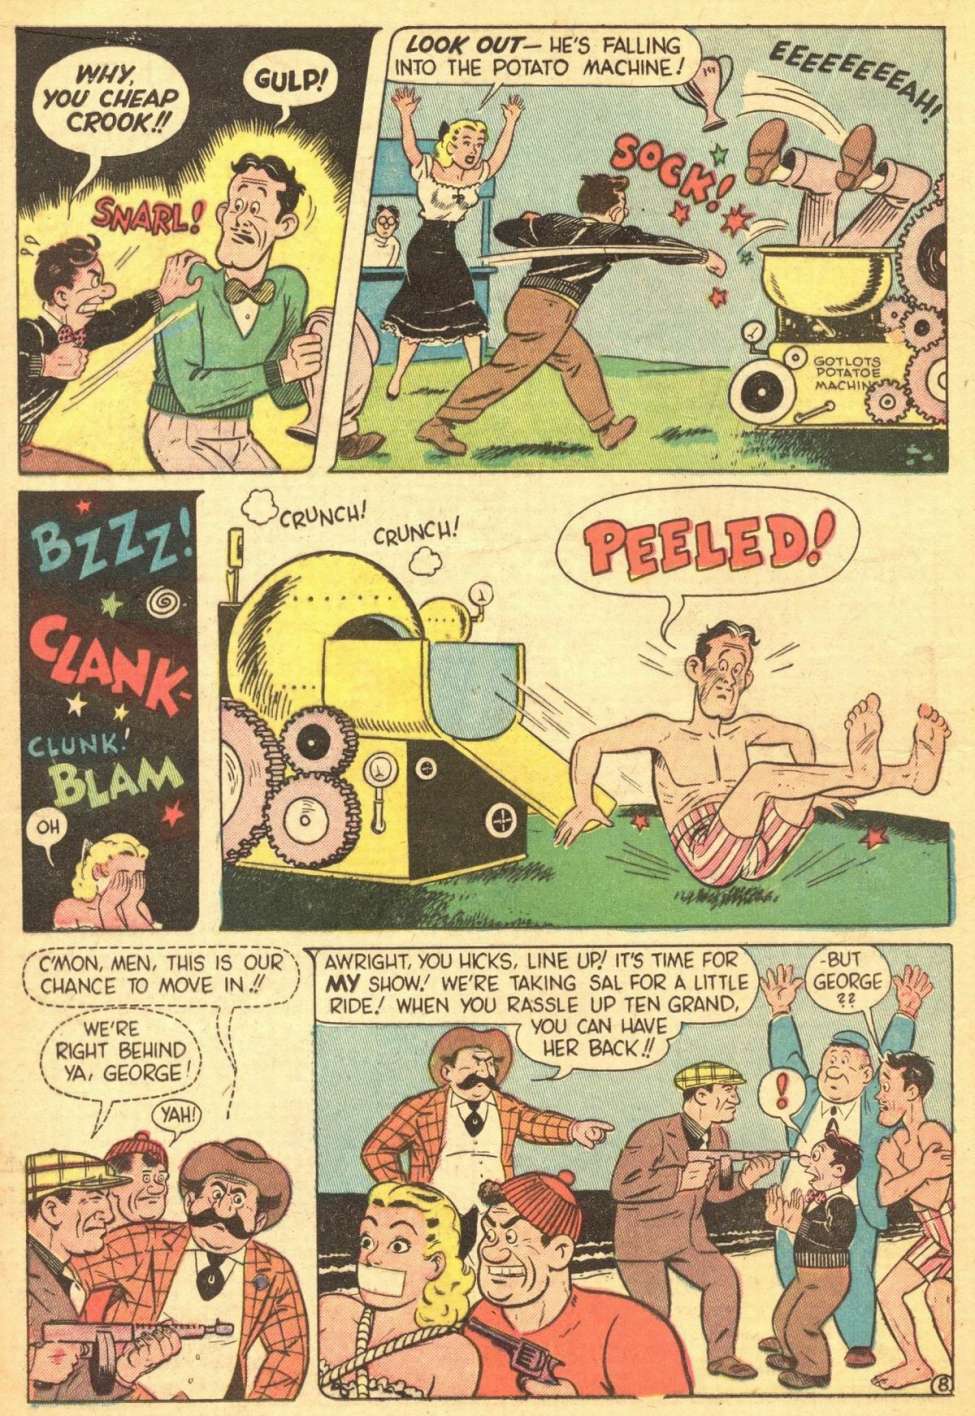 WHY,
YOU CHEAP
CROOK!!
GULP!
SNARL!
LOOK OUT— HE'S FALLING
INTO THE POTATO MACHINE!
1ST
EEEEEEEEAH!
SOCK!
GOTLOTS
POTATOE
MACHINE
BZZZ!
CLANK-
CLUNK!
BLAM
OH
CRUNCH!
CRUNCH!
PEELED!
C'MON, MEN, THIS IS OUR
CHANCE TO MOVE IN!!
WE'RE
RIGHT BEHIND
YA, GEORGE!
YAH!
AWRIGHT, YOU HICKS, LINE UP! IT'S TIME FOR
MY SHOW! WE'RE TAKING SAL FOR A LITTLE
RIDE! WHEN YOU RASSLE UP TEN GRAND,
YOU CAN HAVE
HER BACK!!
!
-BUT
GEORGE
??
8